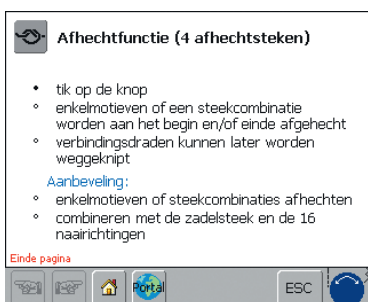 Afhechtfunctie (4 afhechtsteken)
• tik op de knop
° enkelmotieven of een steekcombinatie
worden aan het begin en/of einde afgehecht
° verbindingsdraden kunnen later worden
weggeknipt
Aanbeveling:
° enkelmotieven of steekcombinaties afhechten
° combineren met de zadelsteek en de 16
naairichtingen
Einde pagina
Portal
ESC